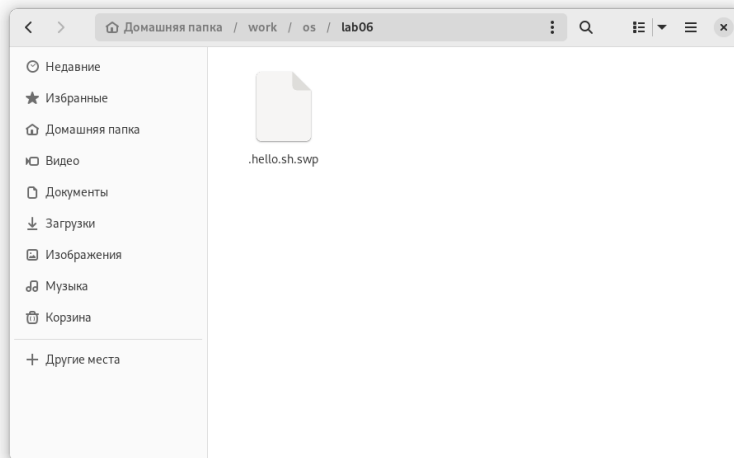 Домашняя папка / work / os / lab06
Недавние
Избранные
Домашняя папка
Видео
Документы
Загрузки
Изображения
Музыка
Корзина
Другие места
.hello.sh.swp